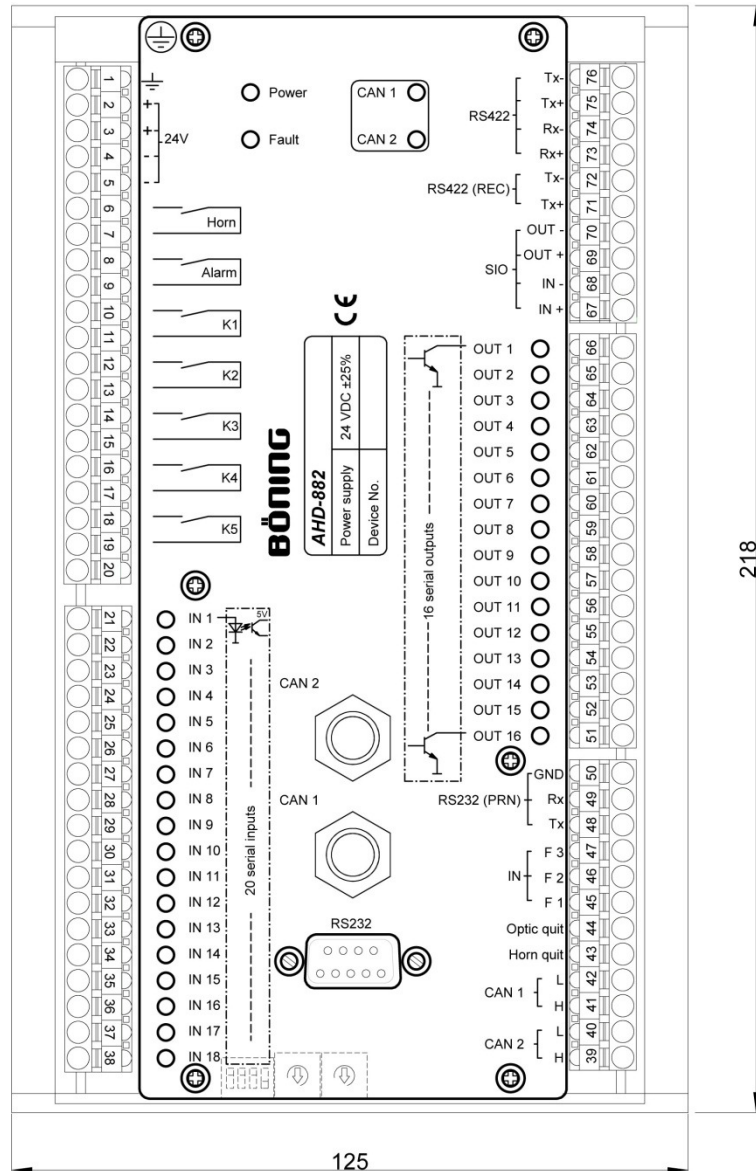 1
2
3
4
5
6
7
8
9
10
11
12
13
14
15
16
17
18
19
20
21
22
23
24
25
26
27
28
29
30
31
32
33
34
35
36
37
38
+
+
-
-
24V
Horn
Alarm
K1
K2
K3
K4
K5
Power
Fault
CAN 1
CAN 2
CE
BÖNING
AHD-882
Power supply 24 VDC ±25%
Device No.
IN 1
IN 2
IN 3
IN 4
IN 5
IN 6
IN 7
IN 8
IN 9
IN 10
IN 11
IN 12
IN 13
IN 14
IN 15
IN 16
IN 17
IN 18
5V
20 serial inputs
CAN 2
CAN 1
RS232
16 serial outputs
RS422
Tx- 76
Tx+ 75
Rx- 74
Rx+ 73
RS422 (REC)
Tx- 72
Tx+ 71
SIO
OUT - 70
OUT + 69
IN - 68
IN + 67
OUT 1 66
OUT 2 65
OUT 3 64
OUT 4 63
OUT 5 62
OUT 6 61
OUT 7 60
OUT 8 59
OUT 9 58
OUT 10 57
OUT 11 56
OUT 12 55
OUT 13 54
OUT 14 53
OUT 15 52
OUT 16 51
RS232 (PRN)
GND 50
Rx 49
Tx 48
IN
F 3 47
F 2 46
F 1 45
Optic quit 44
Horn quit 43
CAN 1
L 42
H 41
CAN 2
L 40
H 39
218
125